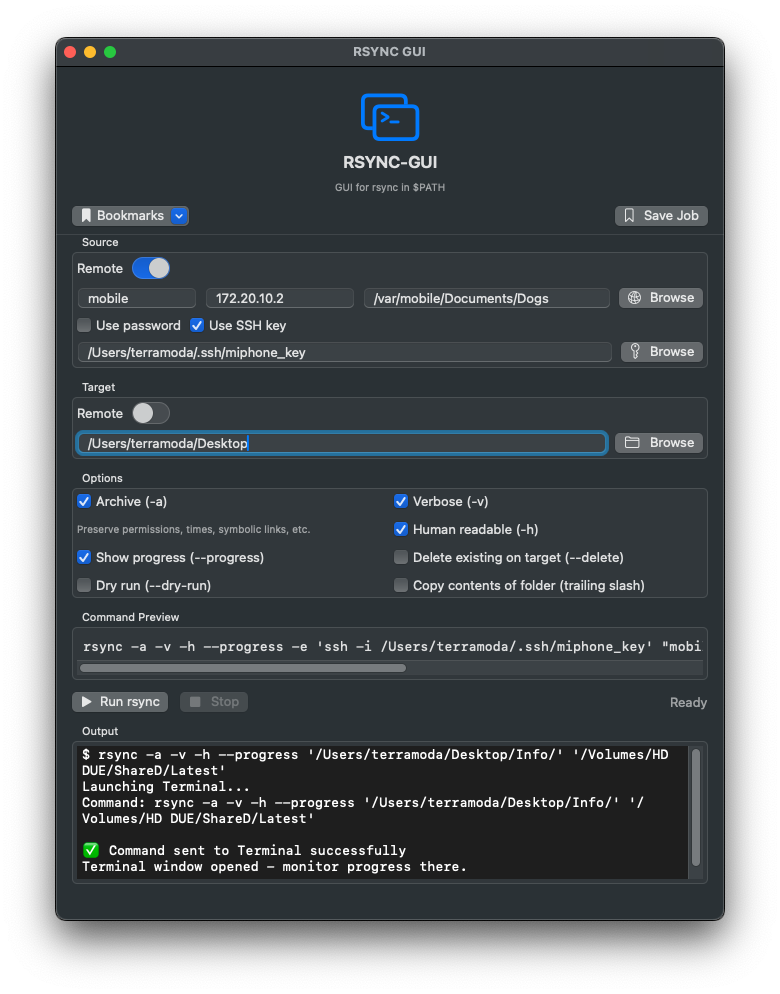 RSYNC GUI
RSYNC-GUI
GUI for rsync in $PATH
Bookmarks
Save Job
Source
Remote
mobile 172.20.10.2 /var/mobile/Documents/Dogs Browse
Use password Use SSH key
/Users/terramoda/.ssh/miphone_key Browse
Target
Remote
/Users/terramoda/Desktop Browse
Options
Archive (-a) Verbose (-v)
Preserve permissions, times, symbolic links, etc. Human readable (-h)
Show progress (--progress) Delete existing on target (--delete)
Dry run (--dry-run) Copy contents of folder (trailing slash)
Command Preview
rsync -a -v -h --progress -e 'ssh -i /Users/terramoda/.ssh/miphone_key' "mobi
Run rsync Stop Ready
Output
$ rsync -a -v -h --progress '/Users/terramoda/Desktop/Info/' '/Volumes/HD
DUE/ShareD/Latest'
Launching Terminal...
Command: rsync -a -v -h --progress '/Users/terramoda/Desktop/Info/' '/
Volumes/HD DUE/ShareD/Latest'
✅ Command sent to Terminal successfully
Terminal window opened - monitor progress there.